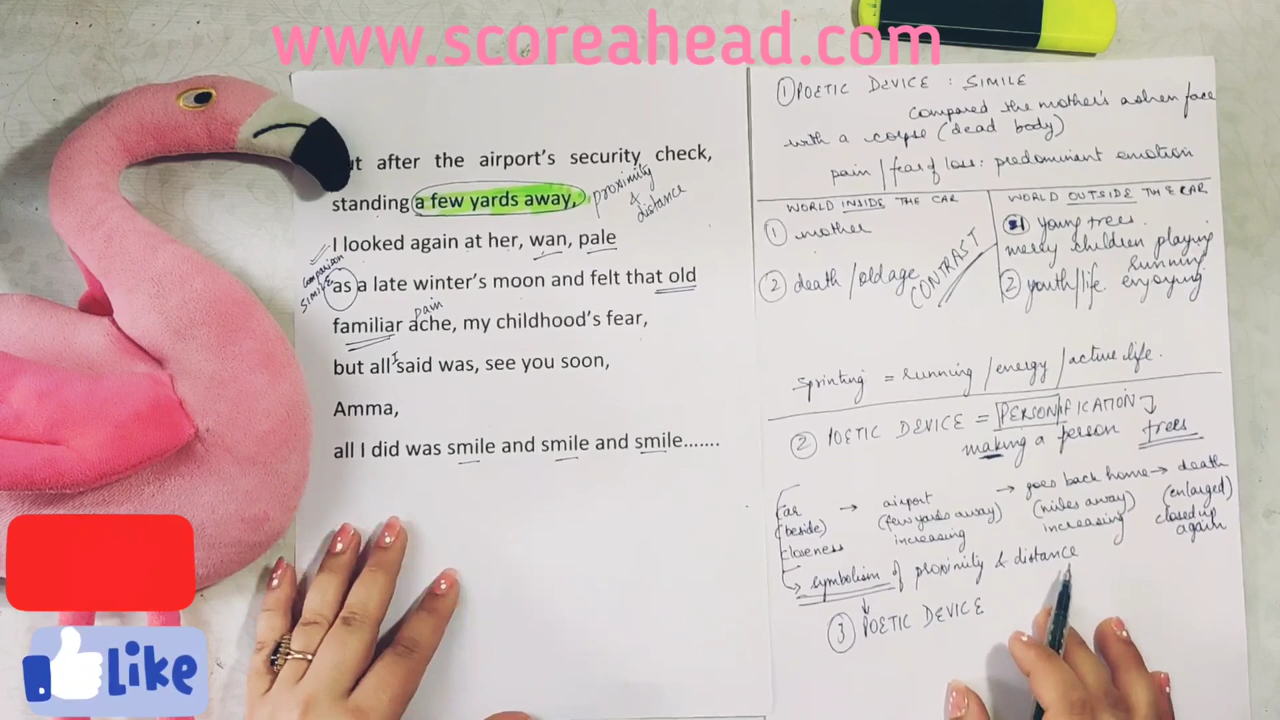 www.scoreahead.com
ut after the airport's security check,
standing a few yards away,
proximity
&
distance
I looked again at her, wan, pale
comparison
simile
as a late winter's moon and felt that old
pain
familiar ache, my childhood's fear,
but all I said was, see you soon,
Amma,
all I did was smile and smile and smile.......
Like
① POETIC DEVICE : SIMILE
Compared the mother's ashen face
with a corpse (dead body)
pain / fear of loss: predominant emotion
WORLD INSIDE THE CAR
① mother
② death / oldage
CONTRAST
WORLD OUTSIDE THE CAR
1 young trees.
merry children playing
running
② youth/life. enjoying
Sprinting = running / energy / active life.
② POETIC DEVICE = PERSONIFICATION
making a person trees
car
(beside)
closeness
→ airport
(few yards away)
increasing
→ goes back home
(miles away)
increasing
→ death
(enlarged)
closed up
again
symbolism of proximity & distance
③ POETIC DEVICE